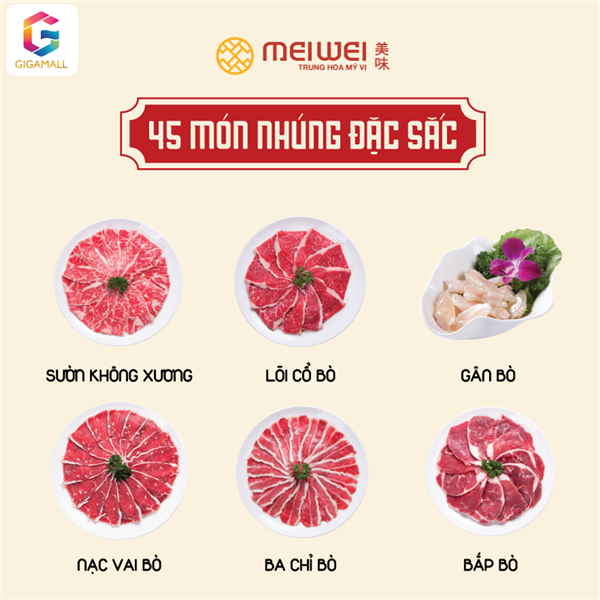 GIGAMALL
MEIWEI 美味
TRUNG HOA MỸ VỊ
45 MÓN NHÚNG ĐẶC SẮC
SƯỜN KHÔNG XƯƠNG
LÕI CỔ BÒ
GÂN BÒ
NẠC VAI BÒ
BA CHỈ BÒ
BẮP BÒ